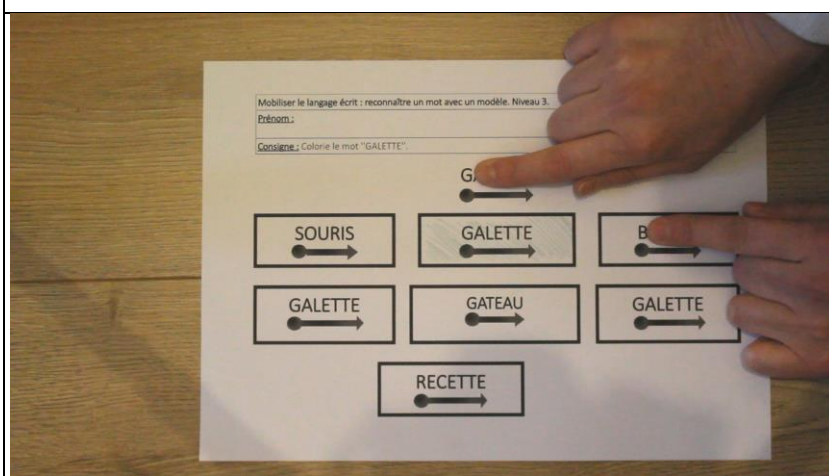 Mobiliser le langage écrit : reconnaître un mot avec un modèle. Niveau 3.
Prénom :
Consigne : Colorie le mot "GALETTE".
SOURIS GALETTE
GALETTE GATEAU GALETTE
RECETTE